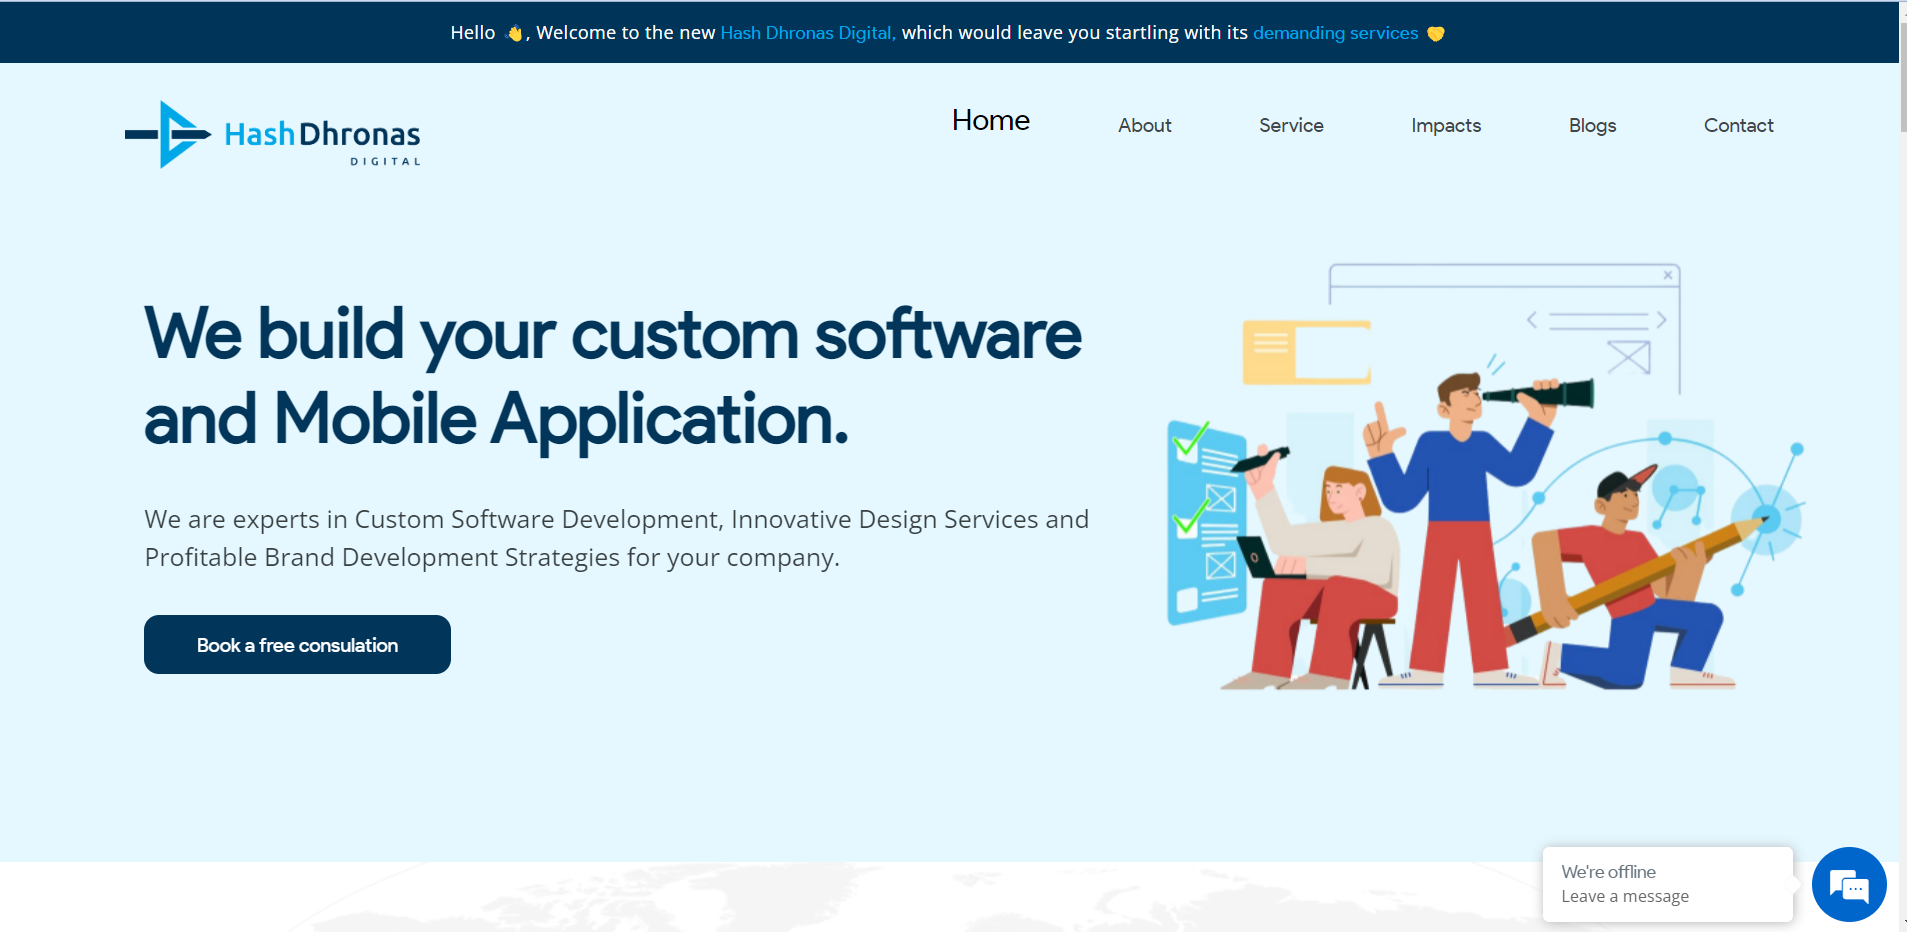 Hello 👋, Welcome to the new Hash Dhronas Digital, which would leave you startling with its demanding services 🤝
Hash Dhronas
DIGITAL
Home About Service Impacts Blogs Contact
We build your custom software
and Mobile Application.
We are experts in Custom Software Development, Innovative Design Services and
Profitable Brand Development Strategies for your company.
Book a free consulation
We're offline
Leave a message